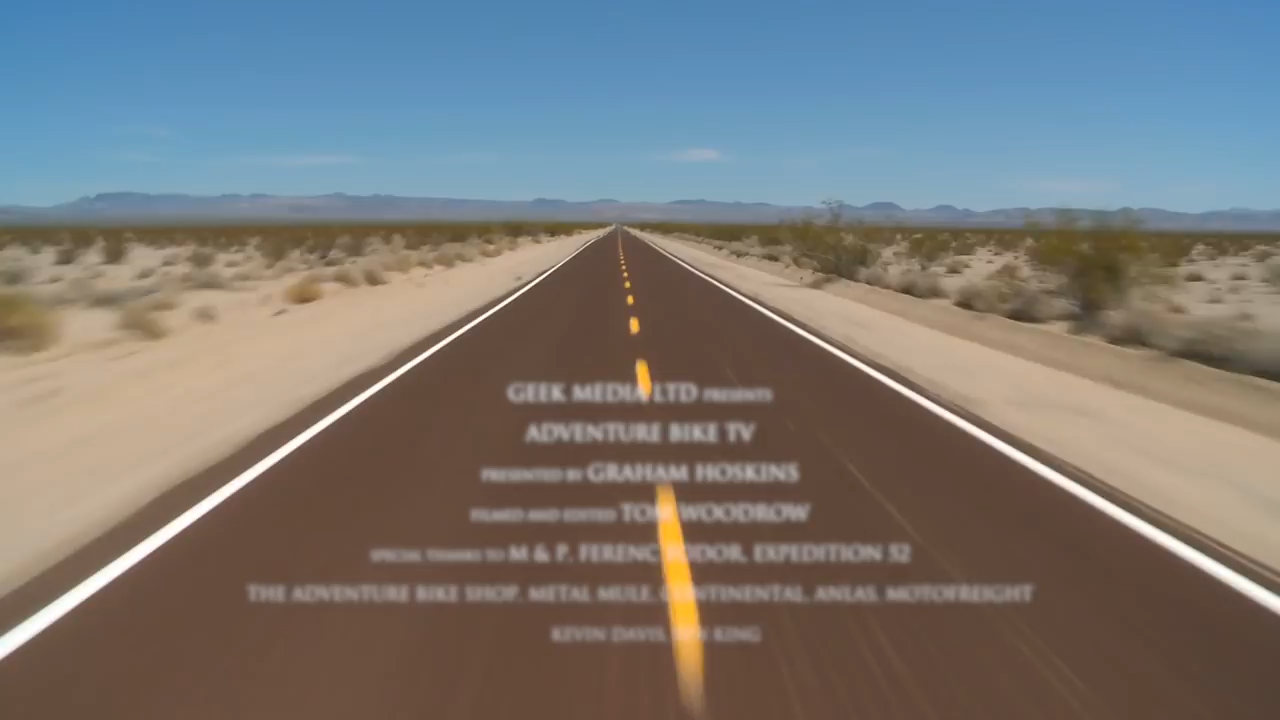 GEEK MEDIA LTD PRESENTS
ADVENTURE BIKE TV
PRESENTED BY GRAHAM HOSKINS
FILMED AND EDITED TOM WOODROW
SPECIAL THANKS TO M & P, FERENC FODOR, EXPEDITION 52
THE ADVENTURE BIKE SHOP, METAL MULE, CONTINENTAL, ANLAS, MOTOFREIGHT
KEVIN DAVIS, KING